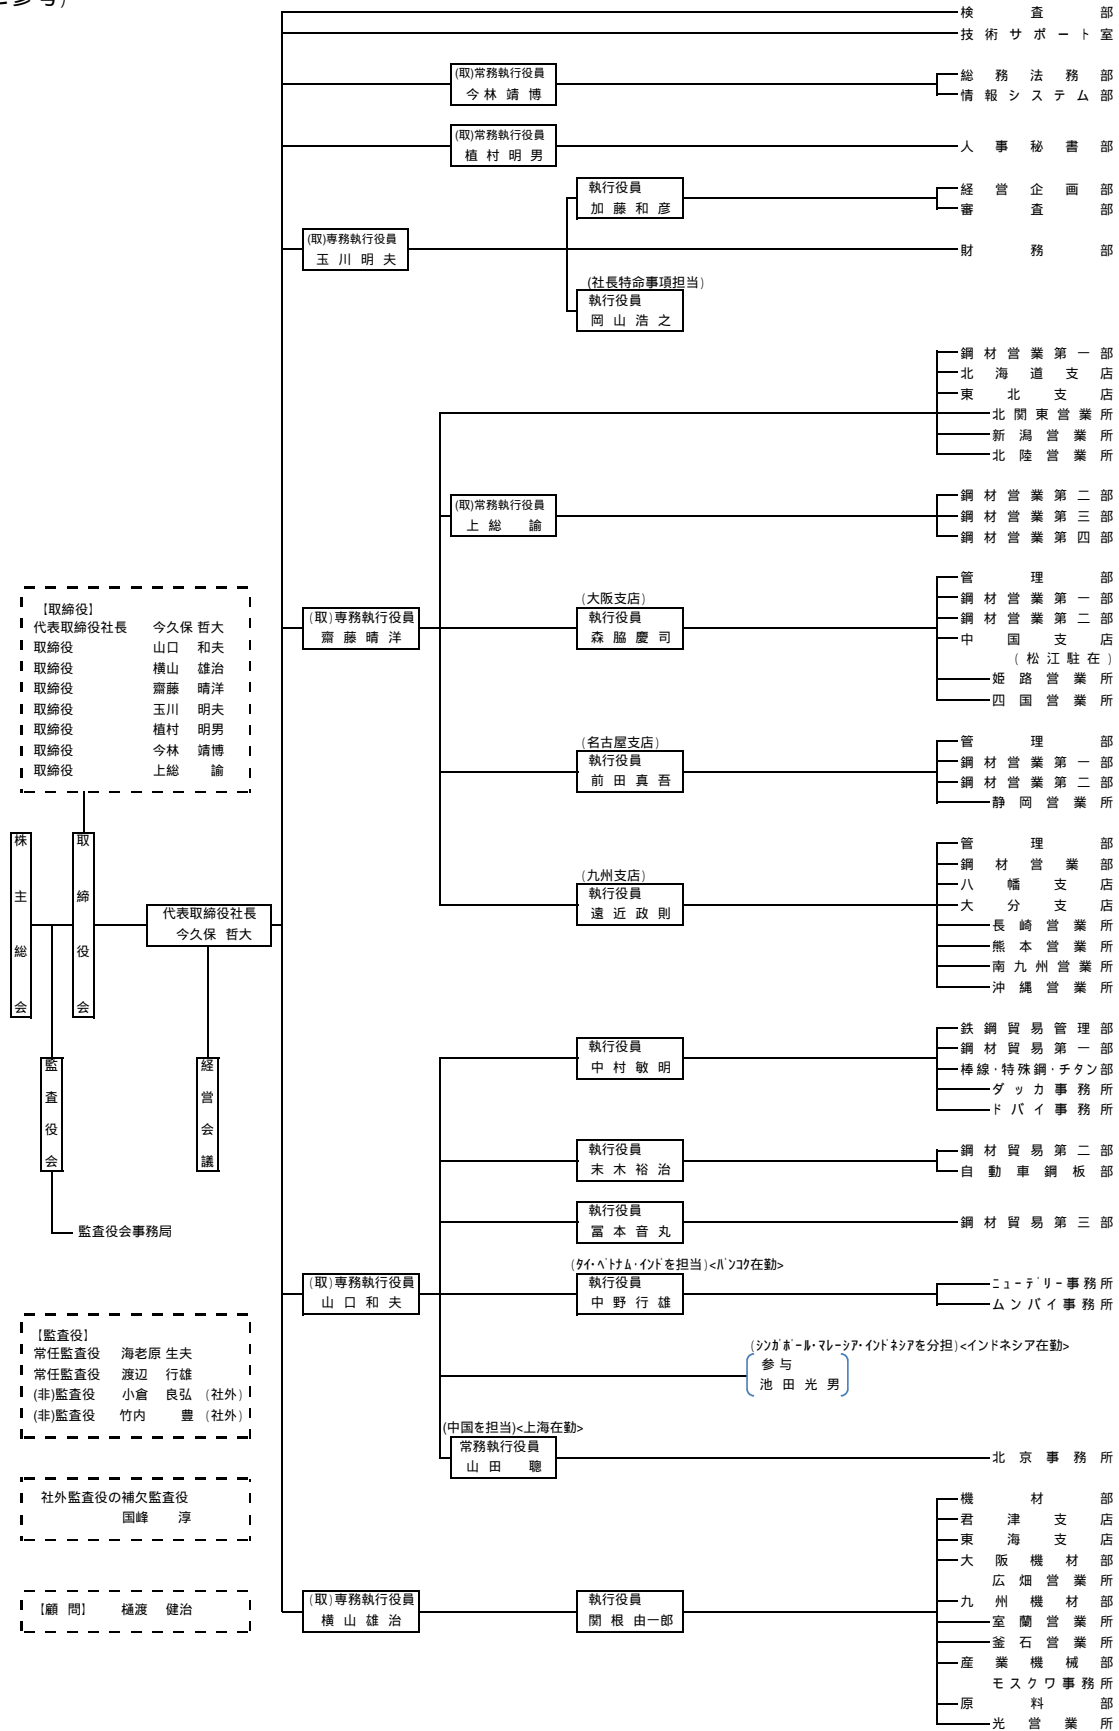 ご参考)
検査部
技術サポート室
(取)常務執行役員
今林靖博
総務法務部
情報システム部
(取)常務執行役員
植村明男
人事秘書部
執行役員
加藤和彦
経営企画部
審査部
(取)専務執行役員
玉川明夫
財務部
(社長特命事項担当)
執行役員
岡山浩之
鋼材営業第一部
北海道支店
東北支店
北関東営業所
新潟営業所
北陸営業所
(取)常務執行役員
上総 諭
鋼材営業第二部
鋼材営業第三部
鋼材営業第四部
(取)専務執行役員
齋藤晴洋
(大阪支店)
執行役員
森脇慶司
管理部
鋼材営業第一部
鋼材営業第二部
中国支店
(松江駐在)
姫路営業所
四国営業所
(名古屋支店)
執行役員
前田真吾
管理部
鋼材営業第一部
鋼材営業第二部
静岡営業所
(九州支店)
執行役員
遠近政則
管理部
鋼材営業部
八幡支店
大分支店
長崎営業所
熊本営業所
南九州営業所
沖縄営業所
【取締役】
代表取締役社長 今久保 哲大
取締役 山口 和夫
取締役 横山 雄治
取締役 齋藤 晴洋
取締役 玉川 明夫
取締役 植村 明男
取締役 今林 靖博
取締役 上総 諭
株主総会
取締役会
代表取締役社長
今久保 哲大
監査役会
経営会議
監査役会事務局
執行役員
中村敏明
鉄鋼貿易管理部
鋼材貿易第一部
棒線・特殊鋼・チタン部
ダッカ事務所
ドバイ事務所
執行役員
末木裕治
鋼材貿易第二部
自動車鋼板部
執行役員
冨本音丸
鋼材貿易第三部
(取)専務執行役員
山口和夫
(ﾀｲ・ﾍﾞﾄﾅﾑ・ｲﾝﾄﾞを担当)<ﾊﾞﾝｺｸ在勤>
執行役員
中野行雄
ﾆｭｰﾃﾞﾘｰ事務所
ムンバイ事務所
(ｼﾝｶﾞﾎﾟｰﾙ・ﾏﾚｰｼｱ・ｲﾝﾄﾞﾈｼｱを分担)<インドネシア在勤>
参与
池田光男
(中国を担当)<上海在勤>
常務執行役員
山田 聰
北京事務所
【監査役】
常任監査役 海老原 生夫
常任監査役 渡辺 行雄
(非)監査役 小倉 良弘 (社外)
(非)監査役 竹内 豊 (社外)
社外監査役の補欠監査役
国峰 淳
【顧 問】 樋渡 健治
(取)専務執行役員
横山雄治
執行役員
関根由一郎
機材部
君津支店
東海支店
大阪機材部
広畑営業所
九州機材部
室蘭営業所
釜石営業所
産業機械部
モスクワ事務所
原料部
光営業所